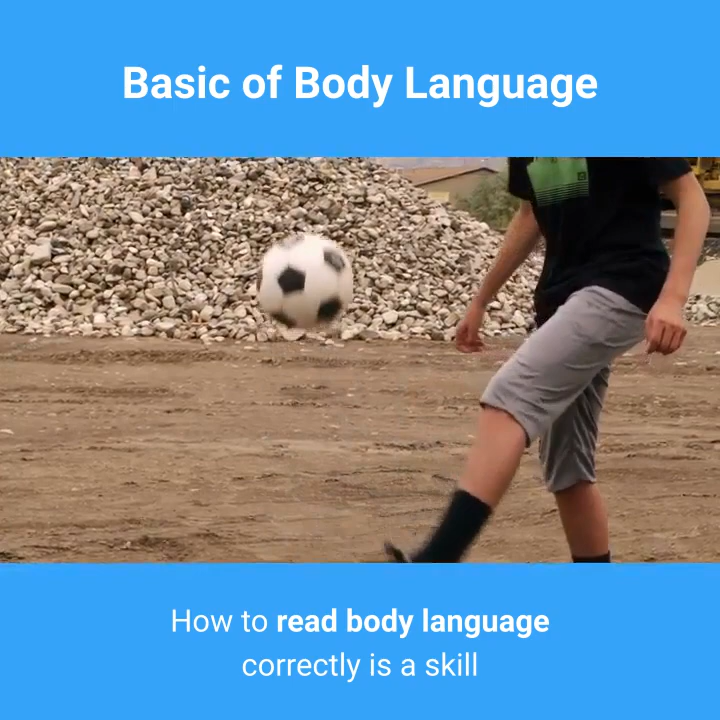 Basic of Body Language
How to read body language
correctly is a skill